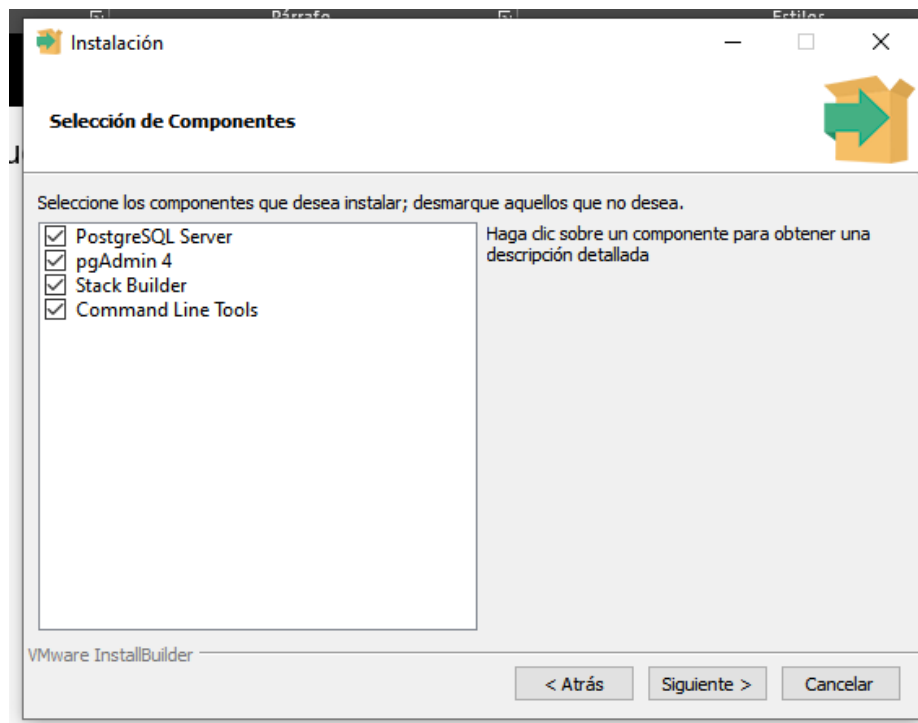 Párrafo
Estilos
Instalación
Selección de Componentes
Seleccione los componentes que desea instalar; desmarque aquellos que no desea.
PostgreSQL Server
pgAdmin 4
Stack Builder
Command Line Tools
Haga clic sobre un componente para obtener una
descripción detallada
VMware InstallBuilder
< Atrás
Siguiente >
Cancelar